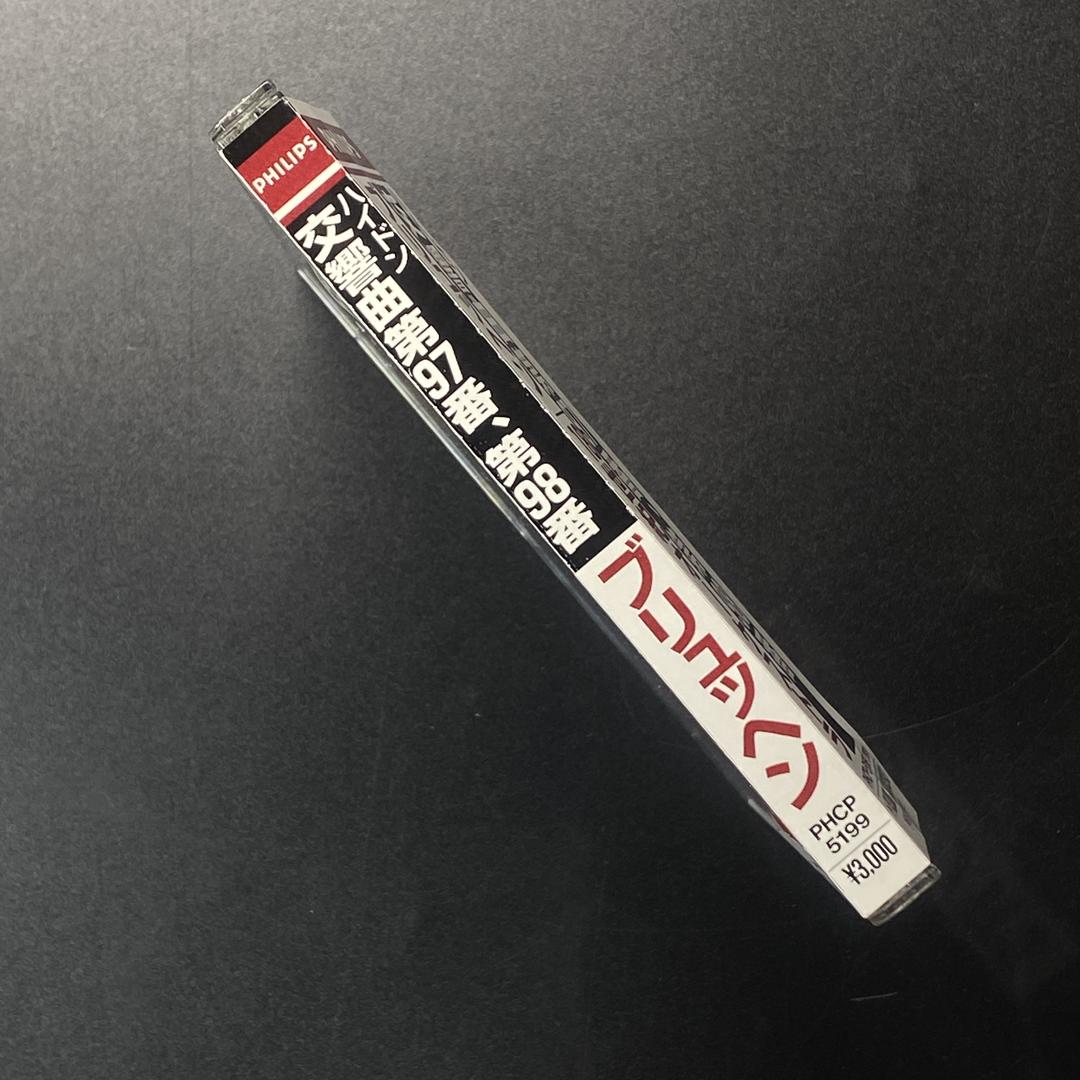 PHILIPS
ハイドン
交響曲第97番、第98番
ブリュッヘン
PHCP
5199
¥3,000